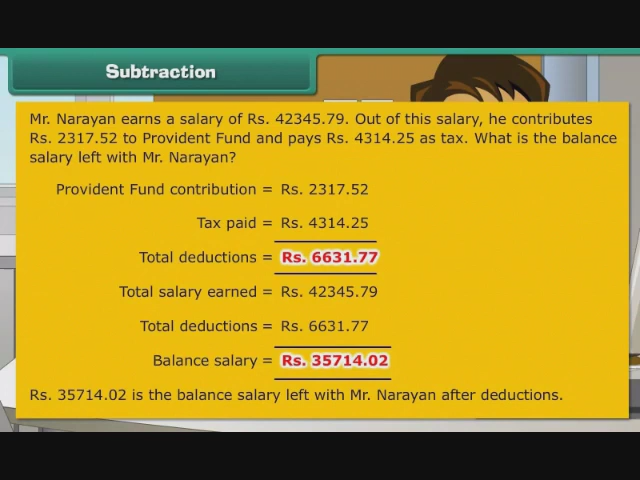 Subtraction
Mr. Narayan earns a salary of Rs. 42345.79. Out of this salary, he contributes
Rs. 2317.52 to Provident Fund and pays Rs. 4314.25 as tax. What is the balance
salary left with Mr. Narayan?
Provident Fund contribution = Rs. 2317.52
Tax paid = Rs. 4314.25
Total deductions = Rs. 6631.77
Total salary earned = Rs. 42345.79
Total deductions = Rs. 6631.77
Balance salary = Rs. 35714.02
Rs. 35714.02 is the balance salary left with Mr. Narayan after deductions.